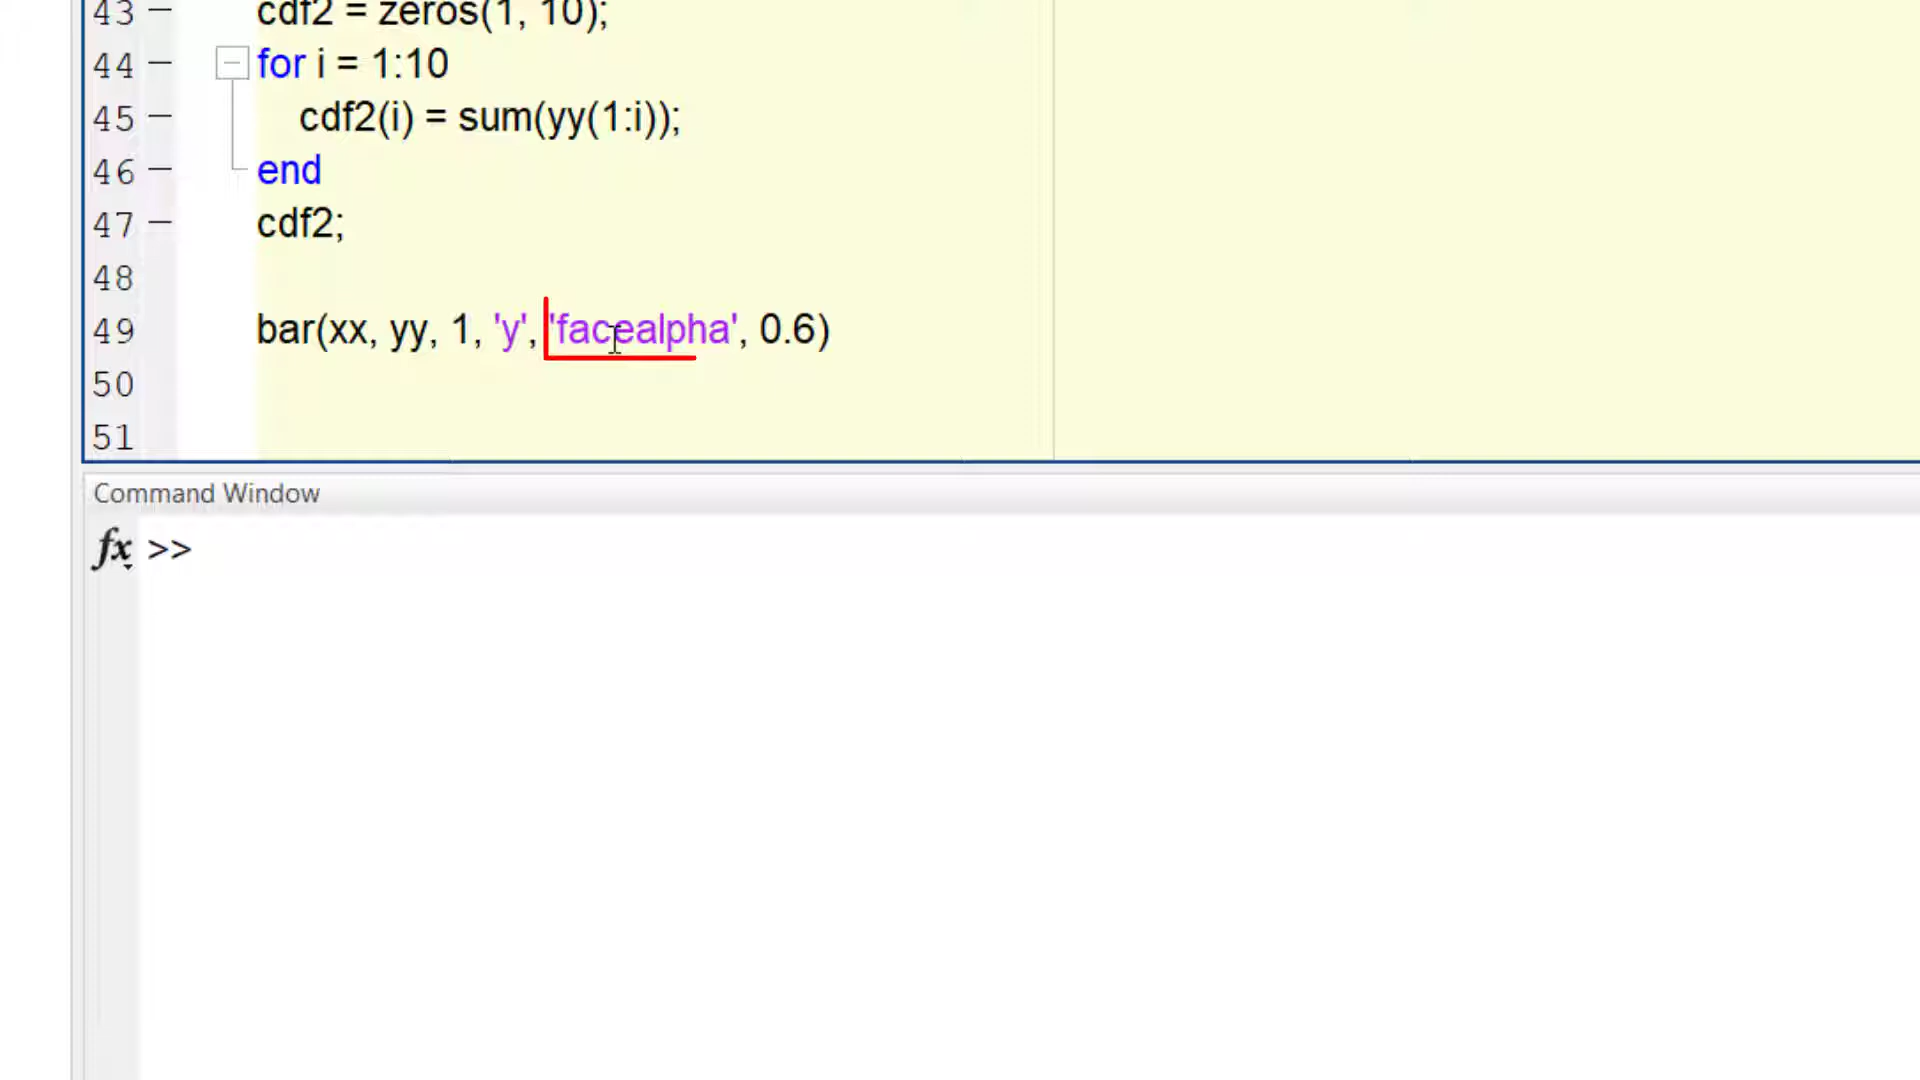 43 – cdf2 = zeros(1, 10);
44 – for i = 1:10
45 – cdf2(i) = sum(yy(1:i));
46 – end
47 – cdf2;
48
49 bar(xx, yy, 1, 'y', 'facealpha', 0.6)
50
51
Command Window
fx >>